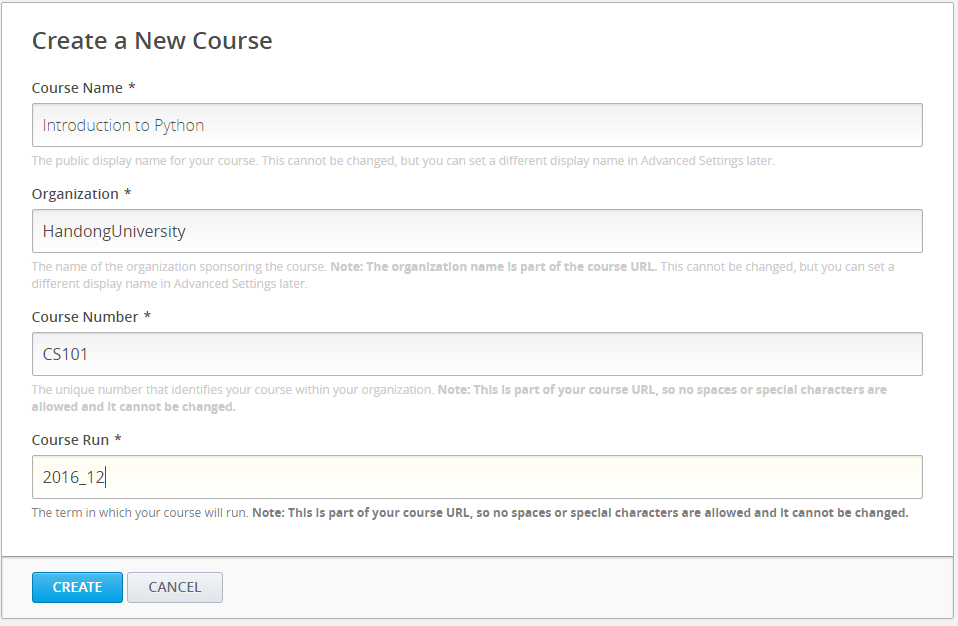 Create a New Course
Course Name *
Introduction to Python
The public display name for your course. This cannot be changed, but you can set a different display name in Advanced Settings later.
Organization *
HandongUniversity
The name of the organization sponsoring the course. Note: The organization name is part of the course URL. This cannot be changed, but you can set a
different display name in Advanced Settings later.
Course Number *
CS101
The unique number that identifies your course within your organization. Note: This is part of your course URL, so no spaces or special characters are
allowed and it cannot be changed.
Course Run *
2016_12
The term in which your course will run. Note: This is part of your course URL, so no spaces or special characters are allowed and it cannot be changed.
CREATE CANCEL